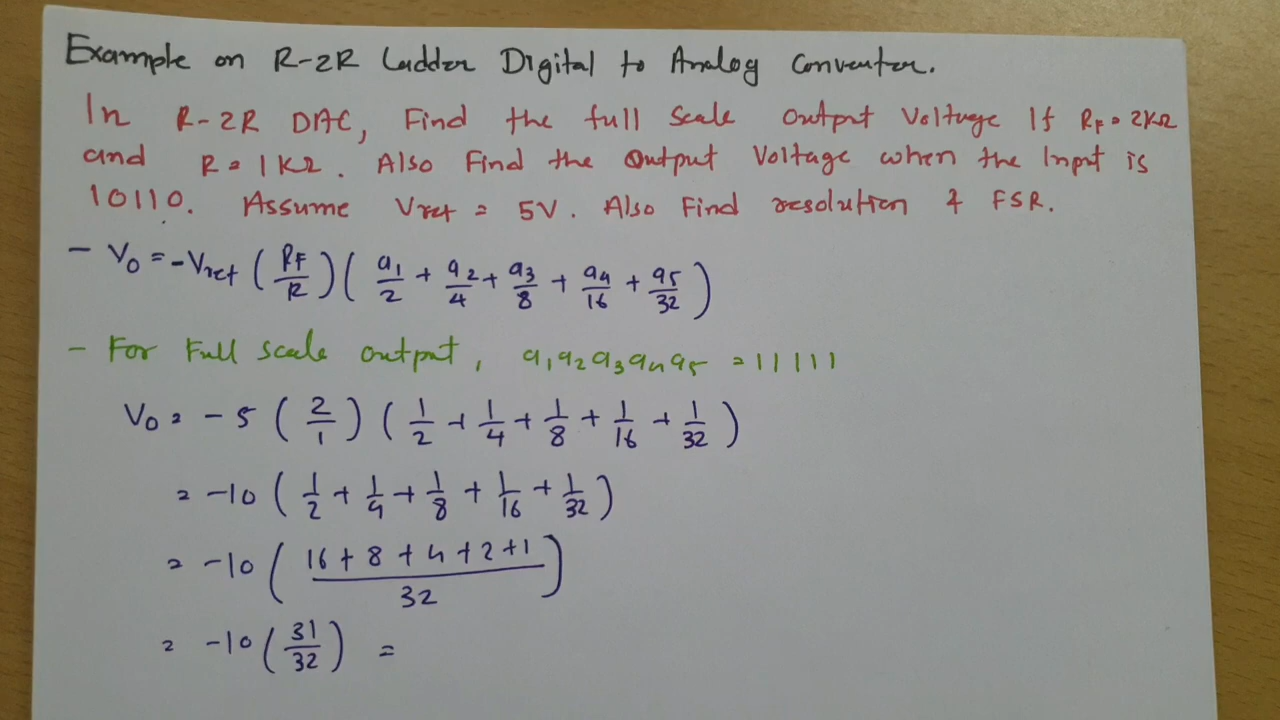 Example on R-2R Ladder Digital to Analog Converter.
In R-2R DAC, Find the full Scale Output Voltage If RF = 2KΩ
and R = 1KΩ. Also Find the Output Voltage when the Input is
10110. Assume Vref = 5V. Also Find resolution & FSR.
- V0 = -Vref (RF/R) (a1/2 + a2/4 + a3/8 + a4/16 + a5/32)
- For Full Scale output, a1a2a3a4a5 = 11111
V0 = -5 (2/1) (1/2 + 1/4 + 1/8 + 1/16 + 1/32)
= -10 (1/2 + 1/4 + 1/8 + 1/16 + 1/32)
= -10 (16+8+4+2+1/32)
= -10 (31/32) =